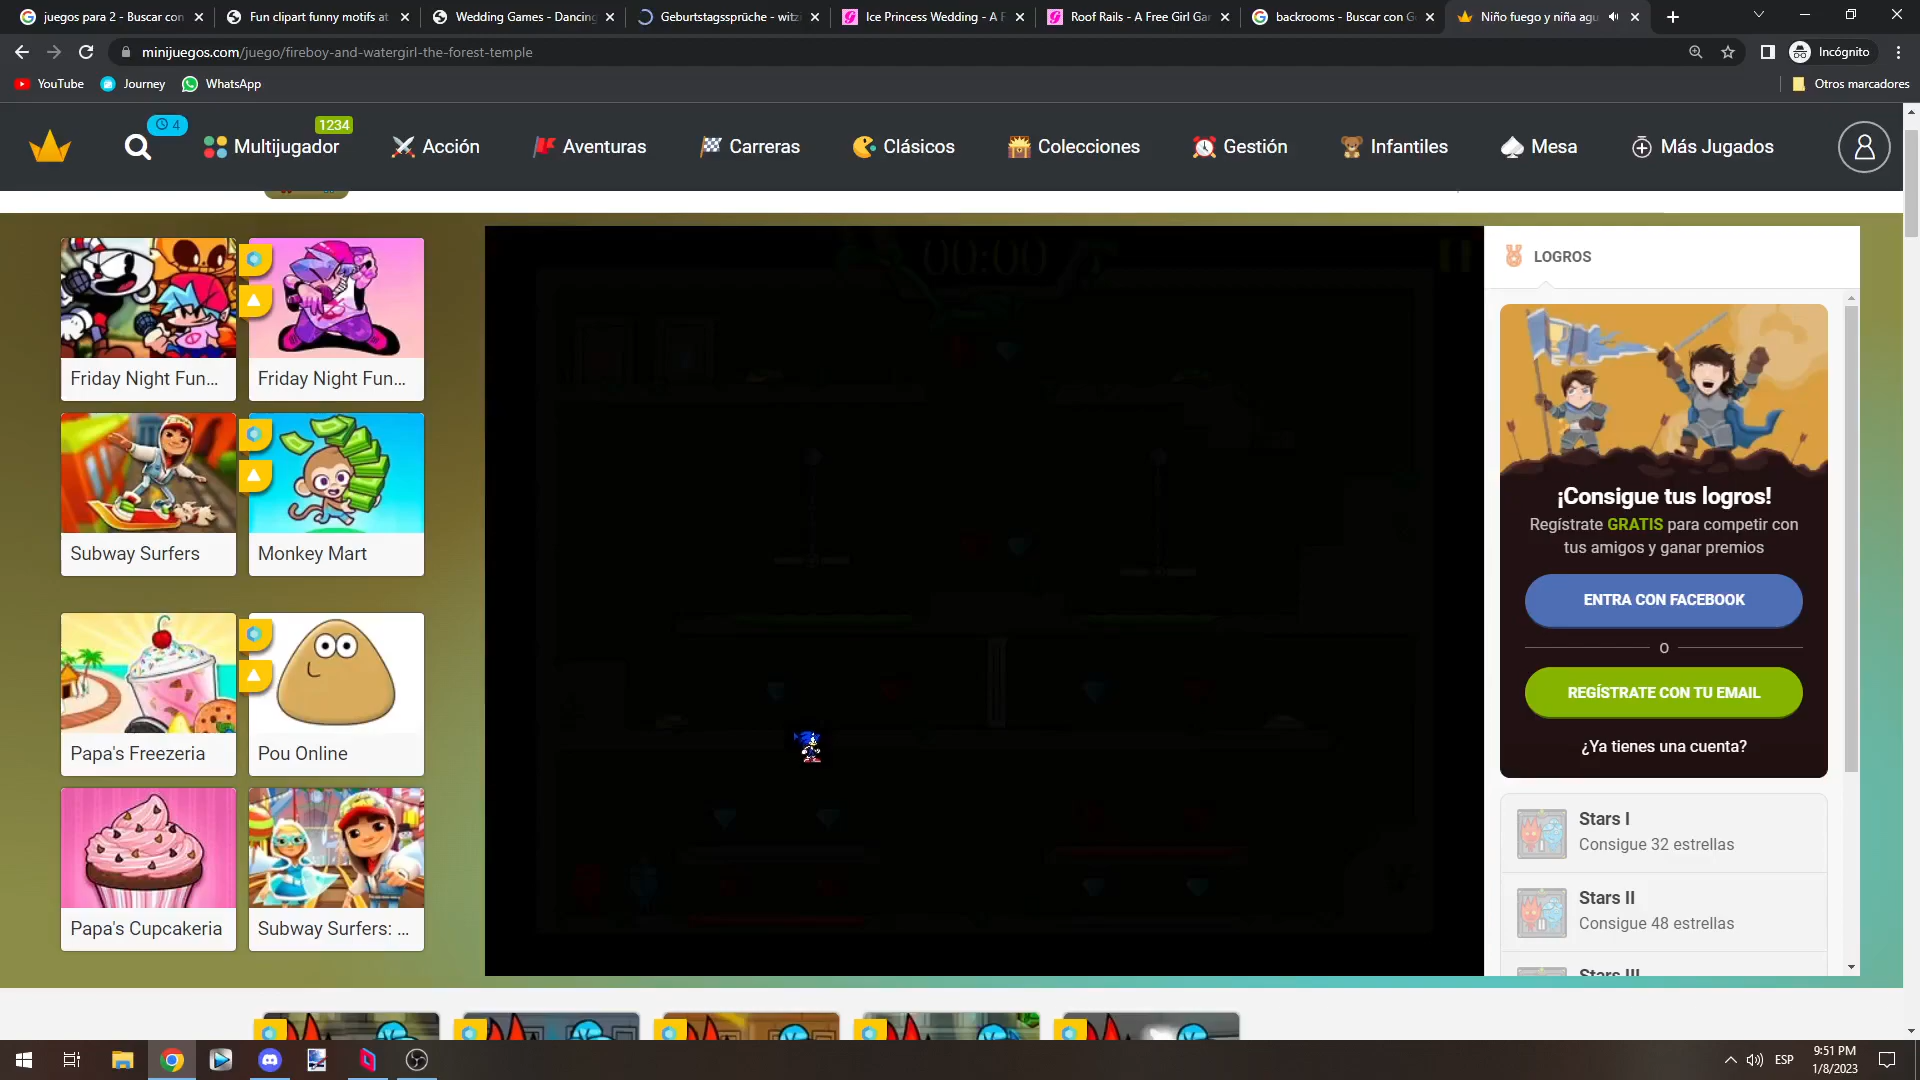 juegos para 2 - Buscar con
Fun clipart funny motifs at
Wedding Games - Dancing
Geburtstagssprüche - witzi
Ice Princess Wedding - A F
Roof Rails - A Free Girl Gar
backrooms - Buscar con G
Niño fuego y niña agu
minijuegos.com/juego/fireboy-and-watergirl-the-forest-temple
Incógnito
YouTube
Journey
WhatsApp
Otros marcadores
4
1234
Multijugador
Acción
Aventuras
Carreras
Clásicos
Colecciones
Gestión
Infantiles
Mesa
Más Jugados
00:00
LOGROS
Friday Night Fun...
Friday Night Fun...
Subway Surfers
Monkey Mart
Papa's Freezeria
Pou Online
Papa's Cupcakeria
Subway Surfers: ...
¡Consigue tus logros!
Regístrate GRATIS para competir con
tus amigos y ganar premios
ENTRA CON FACEBOOK
O
REGÍSTRATE CON TU EMAIL
¿Ya tienes una cuenta?
Stars I
Consigue 32 estrellas
Stars II
Consigue 48 estrellas
Stars III
ESP
9:51 PM
1/8/2023